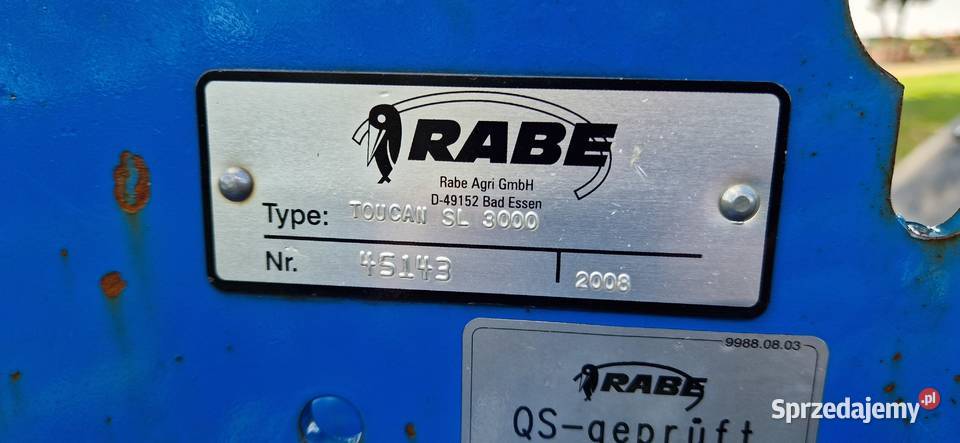 RABE
Rabe Agri GmbH
D-49152 Bad Essen
Type: TOUCAN SL 3000
Nr. 45143 2008
9988.08.03
RABE
QS-geprüft
Sprzedajemy.pl